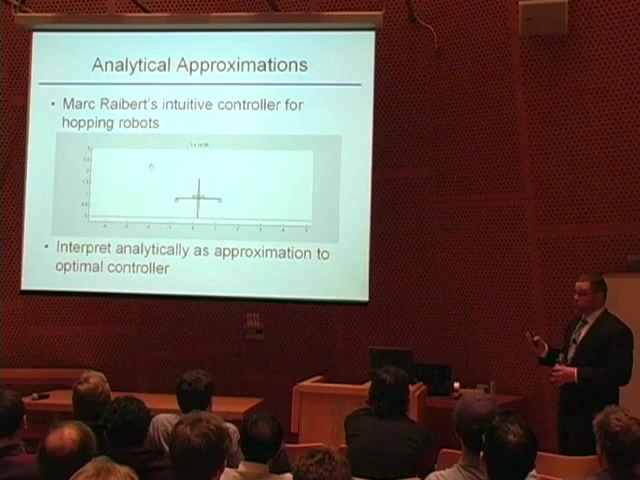 Analytical Approximations
• Marc Raibert's intuitive controller for
hopping robots
• Interpret analytically as approximation to
optimal controller